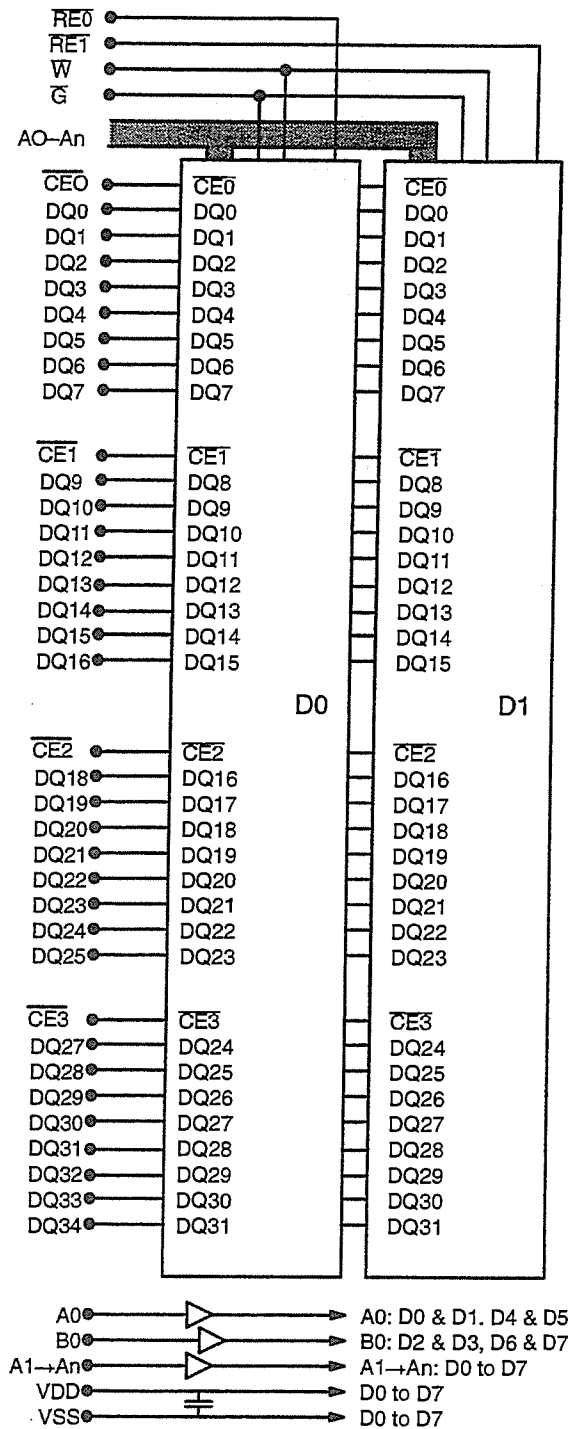 RE0
RE1
W
G
AO–An
CEO CE0 CE0
DQ0 DQ0 DQ0
DQ1 DQ1 DQ1
DQ2 DQ2 DQ2
DQ3 DQ3 DQ3
DQ4 DQ4 DQ4
DQ5 DQ5 DQ5
DQ6 DQ6 DQ6
DQ7 DQ7 DQ7
CE1 CE1 CE1
DQ9 DQ8 DQ8
DQ10 DQ9 DQ9
DQ11 DQ10 DQ10
DQ12 DQ11 DQ11
DQ13 DQ12 DQ12
DQ14 DQ13 DQ13
DQ15 DQ14 DQ14
DQ16 DQ15 DQ15
D0 D1
CE2 CE2 CE2
DQ18 DQ16 DQ16
DQ19 DQ17 DQ17
DQ20 DQ18 DQ18
DQ21 DQ19 DQ19
DQ22 DQ20 DQ20
DQ23 DQ21 DQ21
DQ24 DQ22 DQ22
DQ25 DQ23 DQ23
CE3 CE3 CE3
DQ27 DQ24 DQ24
DQ28 DQ25 DQ25
DQ29 DQ26 DQ26
DQ30 DQ27 DQ27
DQ31 DQ28 DQ28
DQ32 DQ29 DQ29
DQ33 DQ30 DQ30
DQ34 DQ31 DQ31
A0 A0: D0 & D1. D4 & D5
B0 B0: D2 & D3, D6 & D7
A1→An A1→An: D0 to D7
VDD D0 to D7
VSS D0 to D7